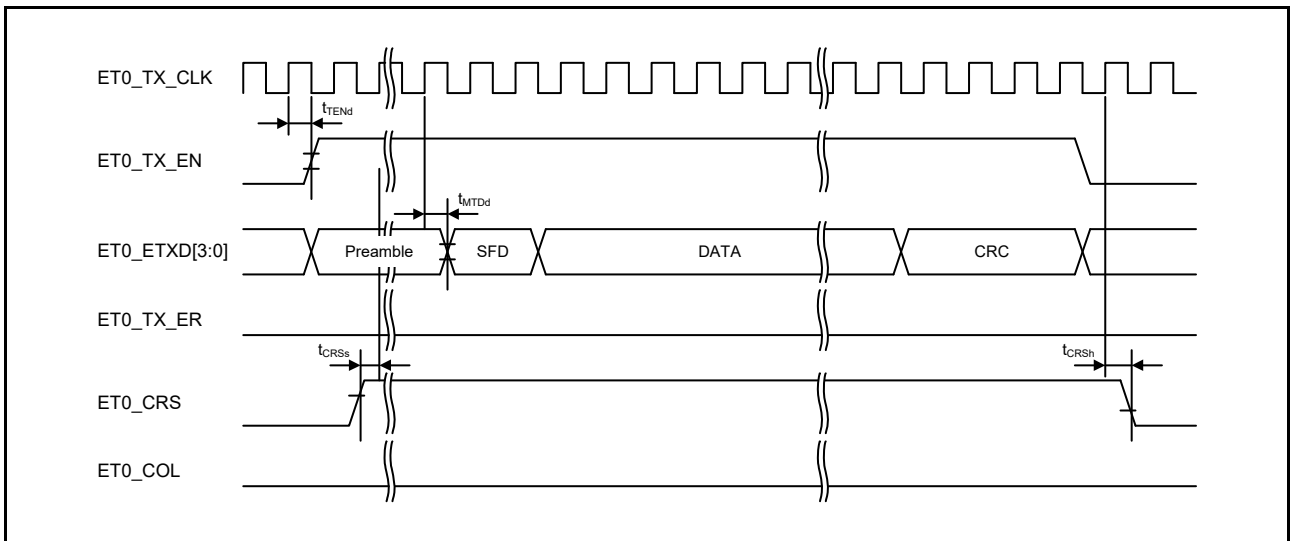 ET0_TX_CLK
tTENd
ET0_TX_EN
tMTDd
ET0_ETXD[3:0] Preamble SFD DATA CRC
ET0_TX_ER
tCRSs tCRSh
ET0_CRS
ET0_COL